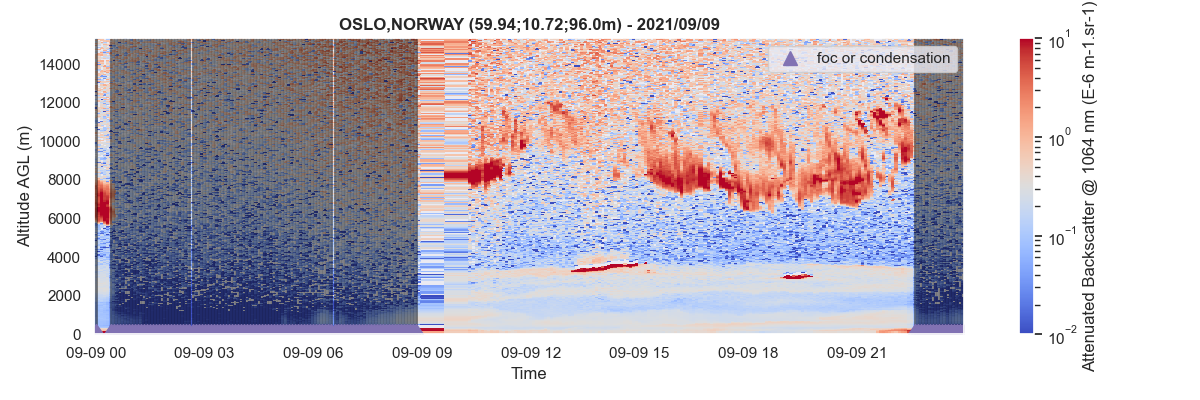 OSLO,NORWAY (59.94;10.72;96.0m) - 2021/09/09
foc or condensation
Altitude AGL (m)
14000
12000
10000
8000
6000
4000
2000
0
09-09 00 09-09 03 09-09 06 09-09 09 09-09 12 09-09 15 09-09 18 09-09 21
Time
10^1
10^0
10^-1
10^-2
Attenuated Backscatter @ 1064 nm (E-6 m-1.sr-1)